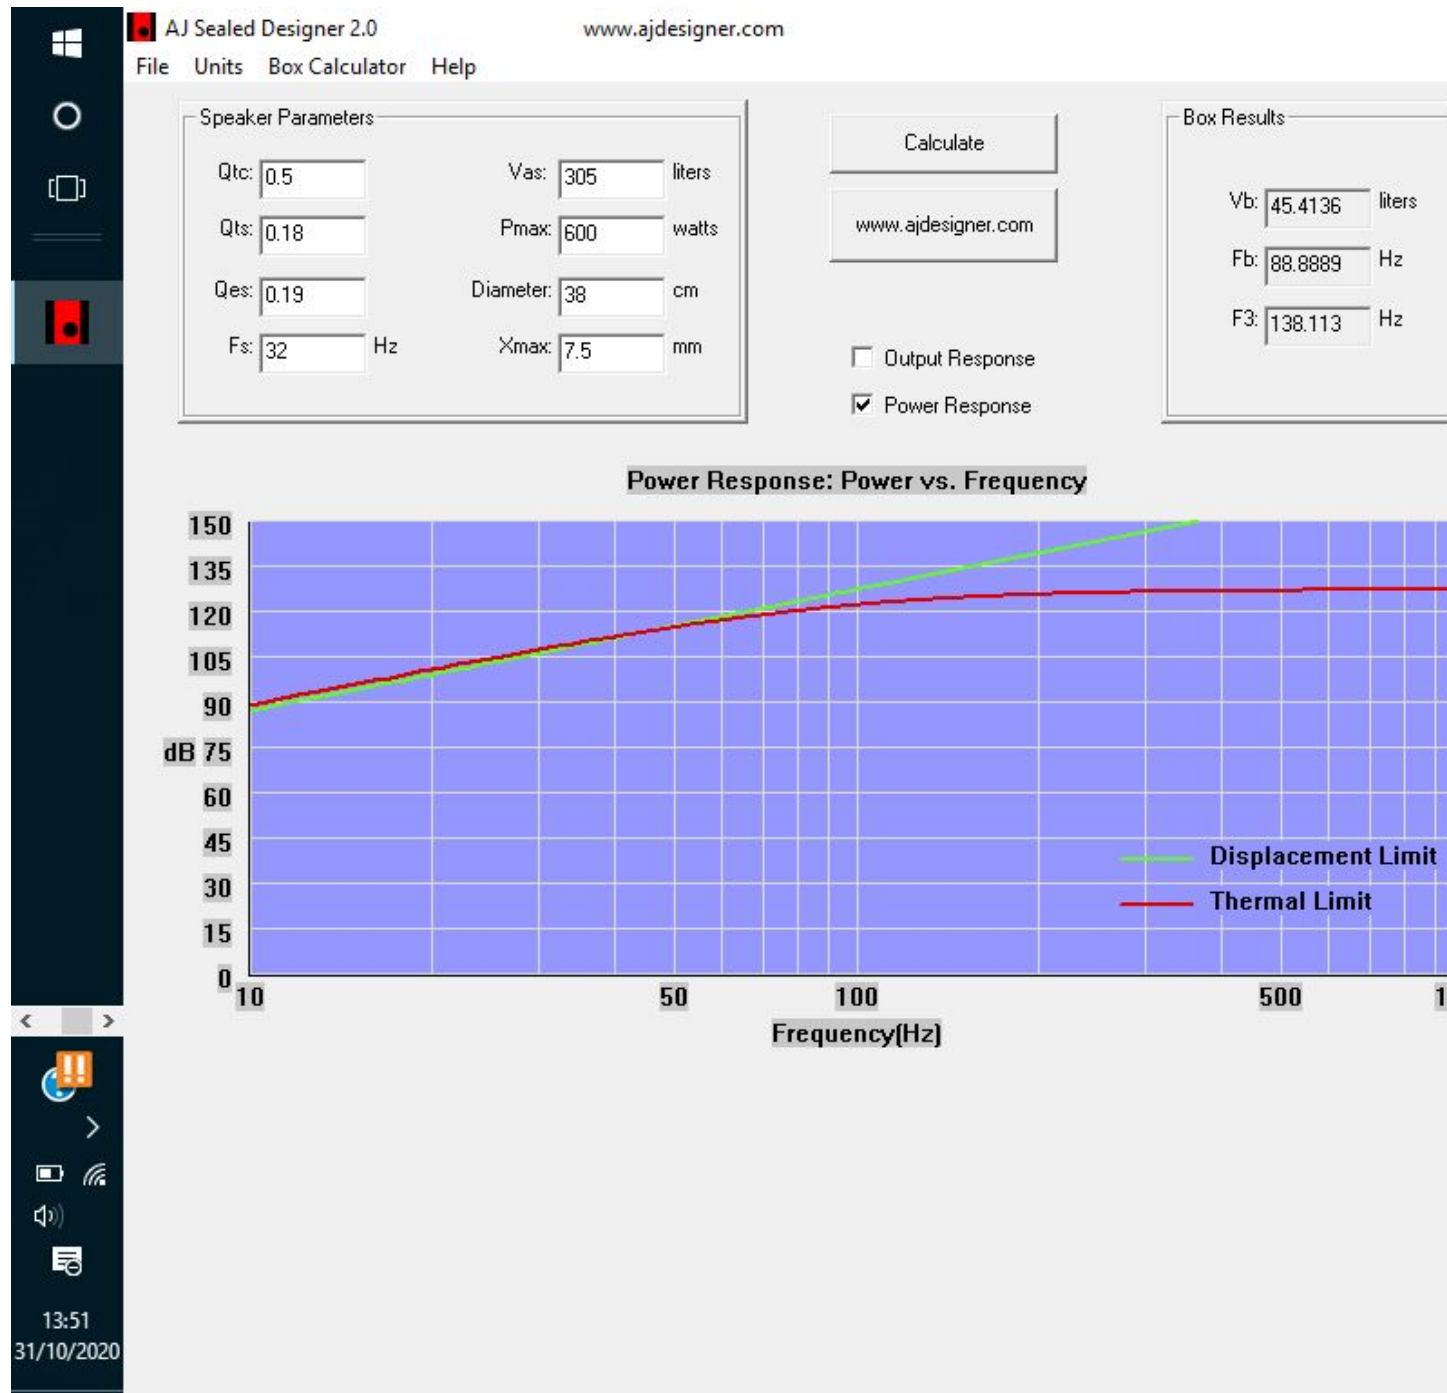 AJ Sealed Designer 2.0 www.ajdesigner.com
File Units Box Calculator Help
Speaker Parameters
Qtc: 0.5 Vas: 305 liters
Qts: 0.18 Pmax: 600 watts
Qes: 0.19 Diameter: 38 cm
Fs: 32 Hz Xmax: 7.5 mm
Calculate
www.ajdesigner.com
Output Response
Power Response
Box Results
Vb: 45.4136 liters
Fb: 88.8889 Hz
F3: 138.113 Hz
Power Response: Power vs. Frequency
150
135
120
105
90
dB 75
60
45
30
15
0
Displacement Limit
Thermal Limit
10 50 100 500 1
Frequency(Hz)
13:51
31/10/2020